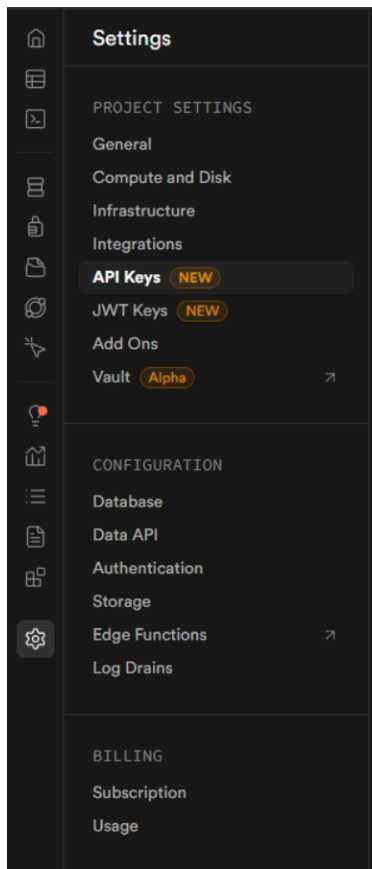 Settings
PROJECT SETTINGS
General
Compute and Disk
Infrastructure
Integrations
API Keys NEW
JWT Keys NEW
Add Ons
Vault Alpha
CONFIGURATION
Database
Data API
Authentication
Storage
Edge Functions
Log Drains
BILLING
Subscription
Usage